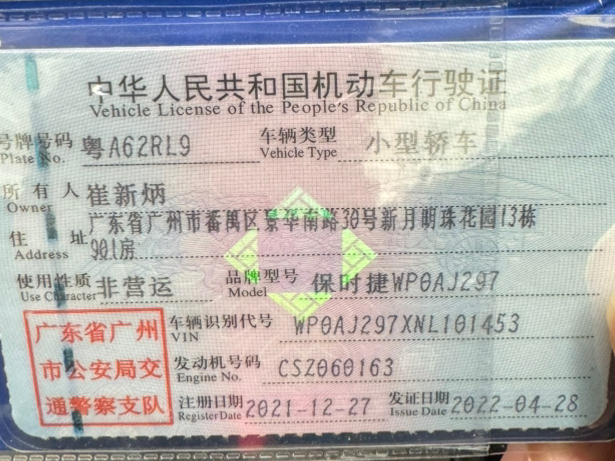 中华人民共和国机动车行驶证
Vehicle License of the People's Republic of China
号牌号码 粤A62RL9 车辆类型 小型轿车
Plate No. Vehicle Type
所有人 崔新炳
Owner
住址 广东省广州市番禺区景华南路30号新月明珠花园13栋
Address 901房
使用性质 非营运 品牌型号 保时捷WP0AJ297
Use Character Model
广东省广州
市公安局交
通警察支队
车辆识别代号 WP0AJ297XNL101453
VIN
发动机号码 CSZ060163
Engine No.
注册日期 2021-12-27 发证日期 2022-04-28
Register Date Issue Date